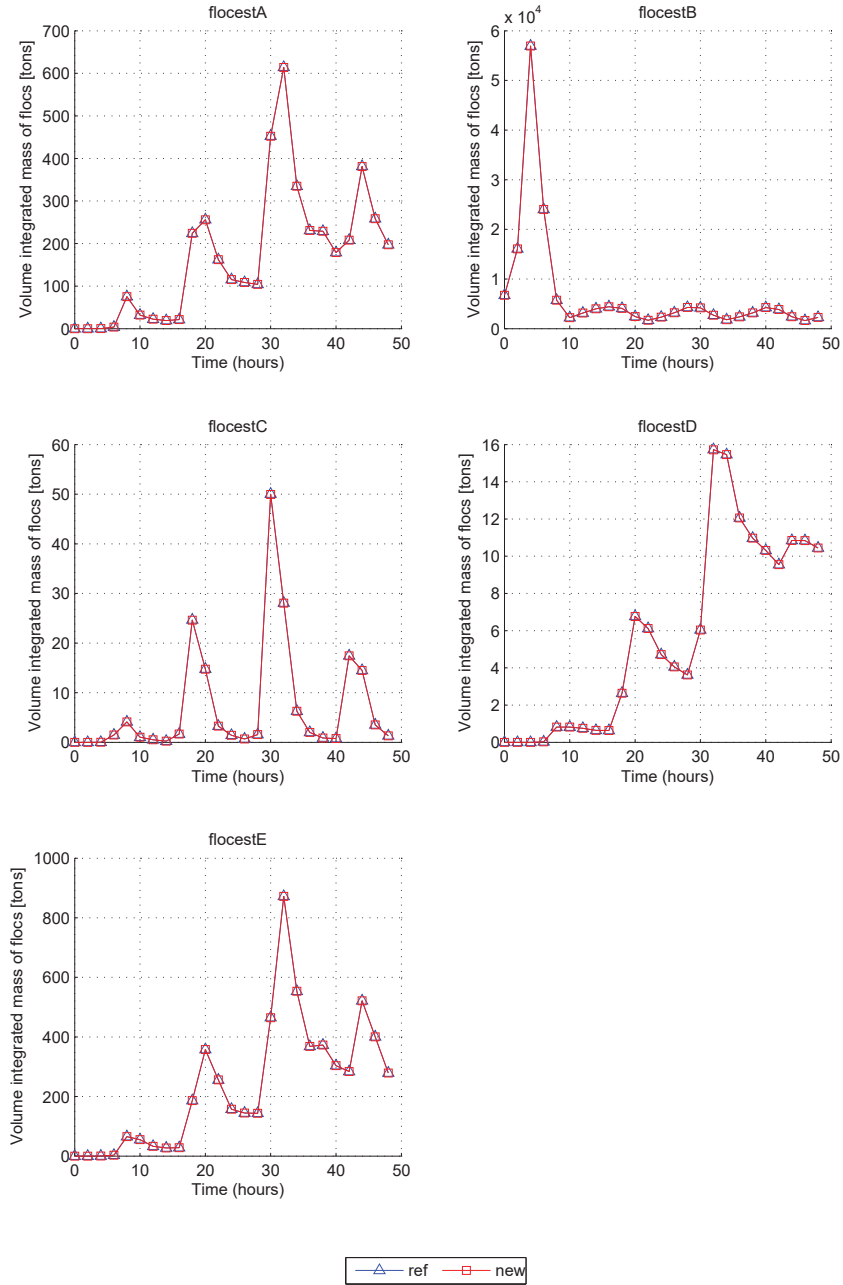 flocestA
Volume integrated mass of flocs [tons]
700
600
500
400
300
200
100
0
0 10 20 30 40 50
Time (hours)
flocestB
x 10^4
Volume integrated mass of flocs [tons]
6
5
4
3
2
1
0
0 10 20 30 40 50
Time (hours)
flocestC
Volume integrated mass of flocs [tons]
60
50
40
30
20
10
0
0 10 20 30 40 50
Time (hours)
flocestD
Volume integrated mass of flocs [tons]
16
14
12
10
8
6
4
2
0
0 10 20 30 40 50
Time (hours)
flocestE
Volume integrated mass of flocs [tons]
1000
800
600
400
200
0
0 10 20 30 40 50
Time (hours)
ref new